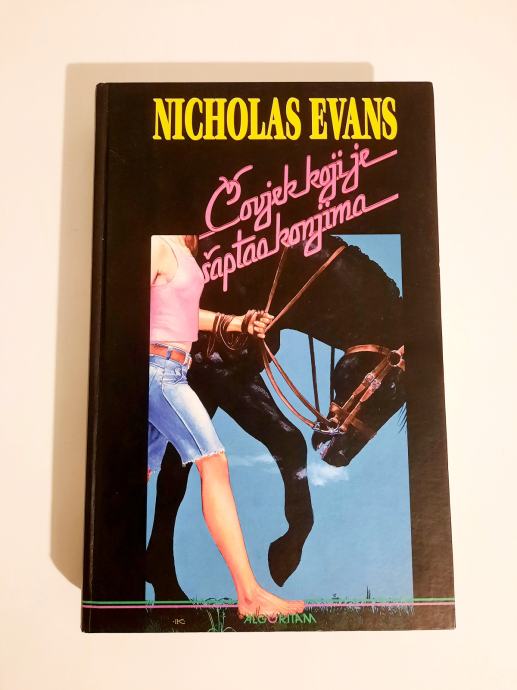 NICHOLAS EVANS
Čovjek koji je
šaptao konjima
ALGORITAM